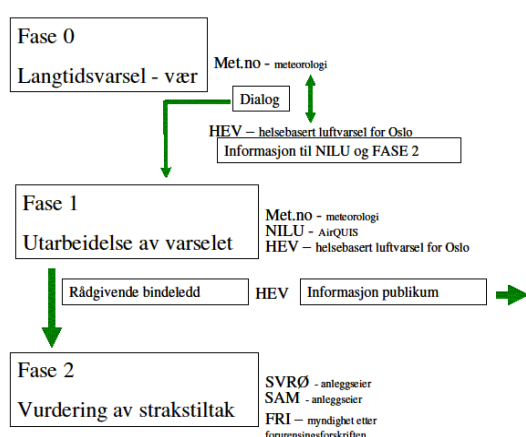 Fase 0
Langtidsvarsel - vær
Met.no - meteorologi
Dialog
HEV – helsebasert luftvarsel for Oslo
Informasjon til NILU og FASE 2
Fase 1
Utarbeidelse av varselet
Met.no - meteorologi
NILU - AirQUIS
HEV – helsebasert luftvarsel for Oslo
Rådgivende bindeledd
HEV
Informasjon publikum
Fase 2
Vurdering av strakstiltak
SVRØ - anleggseier
SAM - anleggseier
FRI – myndighet etter
forurensingsforskriften